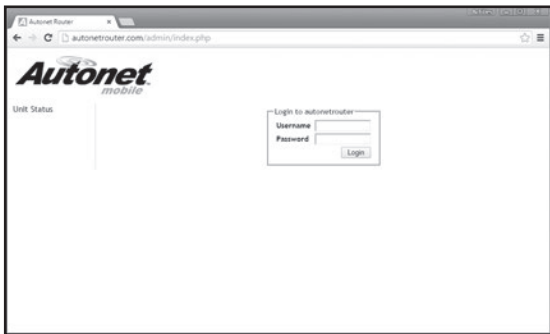 Autonet Router
autonetrouter.com/admin/index.php
Autonet
mobile
Unit Status
Login to autonetrouter
Username
Password
Login